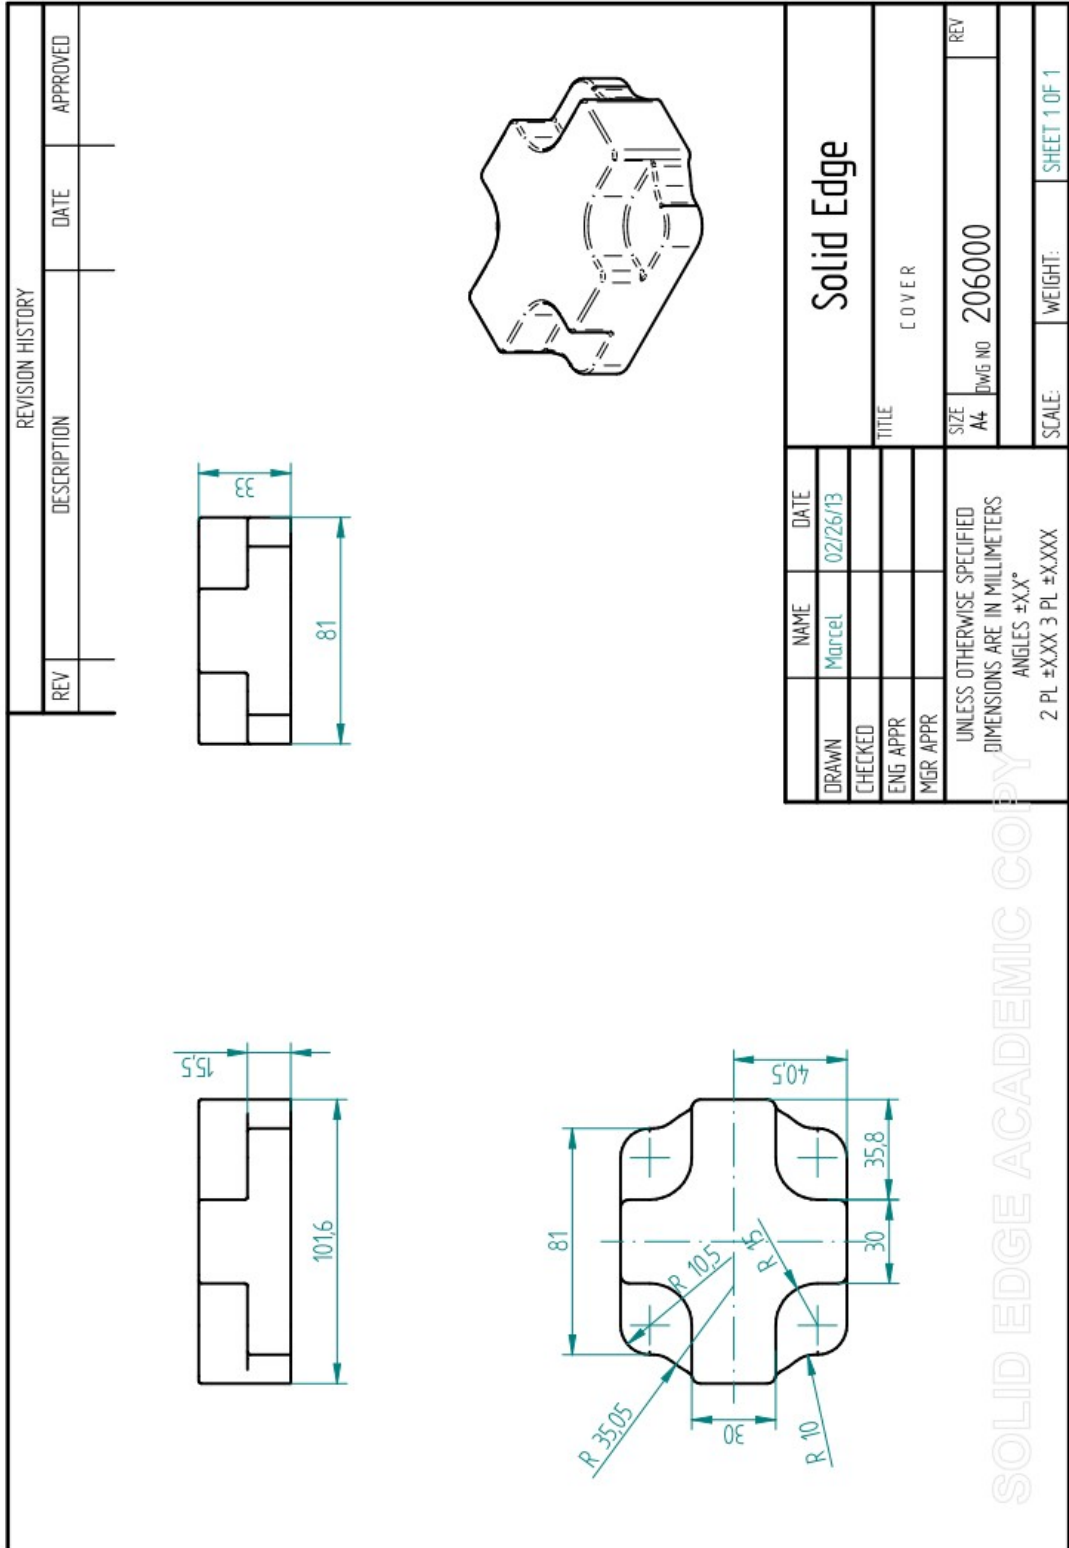 REVISION HISTORY
REV DESCRIPTION DATE APPROVED
15,5
101,6
33
81
81
R 10,5
R 15
R 35,05
30
R 10
40,5
35,8
30
NAME DATE
DRAWN Marcel 02/26/13
CHECKED
ENG APPR
MGR APPR
UNLESS OTHERWISE SPECIFIED
DIMENSIONS ARE IN MILLIMETERS
ANGLES ±X.X°
2 PL ±X.XX 3 PL ±X.XXX
Solid Edge
TITLE
COVER
SIZE
A4
DWG NO 206000
REV
SCALE: WEIGHT: SHEET 1 OF 1
SOLID EDGE ACADEMIC COPY